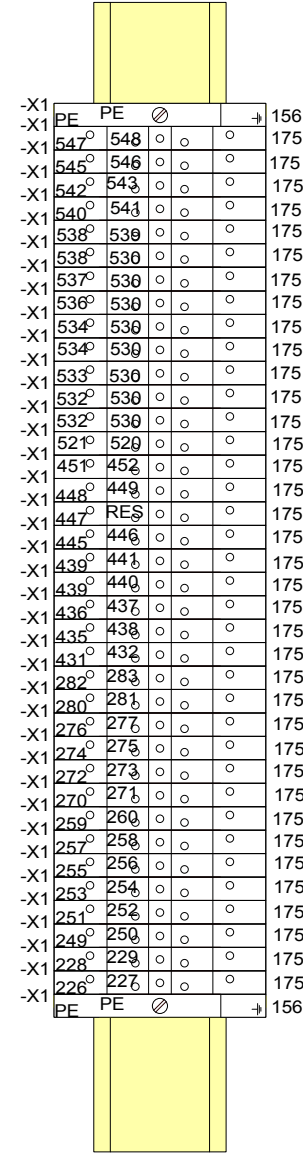 -X1 PE PE 156
-X1 547 548 175
-X1 545 546 175
-X1 542 543 175
-X1 540 541 175
-X1 538 539 175
-X1 538 530 175
-X1 537 530 175
-X1 536 530 175
-X1 534 530 175
-X1 534 530 175
-X1 533 530 175
-X1 532 530 175
-X1 532 530 175
-X1 521 520 175
-X1 451 452 175
-X1 448 449 175
-X1 447 RES 175
-X1 445 446 175
-X1 439 441 175
-X1 439 440 175
-X1 436 437 175
-X1 435 438 175
-X1 431 432 175
-X1 282 283 175
-X1 280 281 175
-X1 276 277 175
-X1 274 275 175
-X1 272 273 175
-X1 270 271 175
-X1 259 260 175
-X1 257 258 175
-X1 255 256 175
-X1 253 254 175
-X1 251 252 175
-X1 249 250 175
-X1 228 229 175
-X1 226 227 175
-X1 PE PE 156